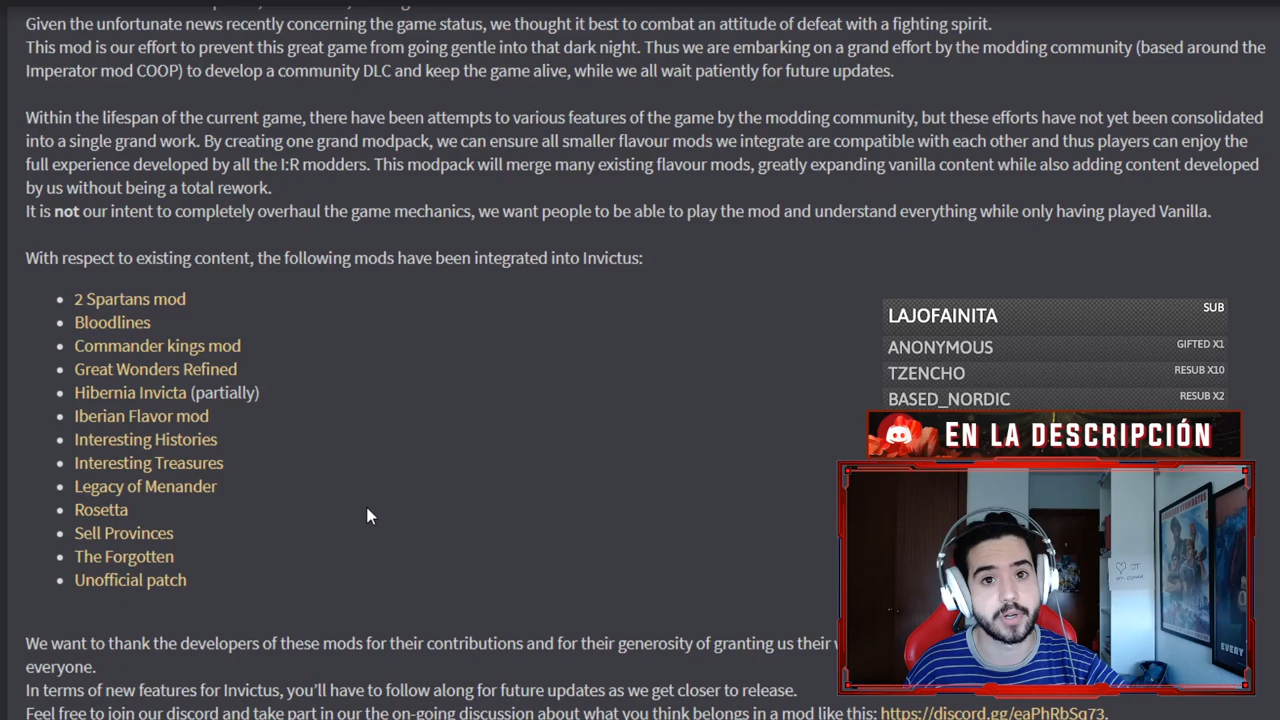 Given the unfortunate news recently concerning the game status, we thought it best to combat an attitude of defeat with a fighting spirit.
This mod is our effort to prevent this great game from going gentle into that dark night. Thus we are embarking on a grand effort by the modding community (based around the
Imperator mod COOP) to develop a community DLC and keep the game alive, while we all wait patiently for future updates.
Within the lifespan of the current game, there have been attempts to various features of the game by the modding community, but these efforts have not yet been consolidated
into a single grand work. By creating one grand modpack, we can ensure all smaller flavour mods we integrate are compatible with each other and thus players can enjoy the
full experience developed by all the I:R modders. This modpack will merge many existing flavour mods, greatly expanding vanilla content while also adding content developed
by us without being a total rework.
It is not our intent to completely overhaul the game mechanics, we want people to be able to play the mod and understand everything while only having played Vanilla.
With respect to existing content, the following mods have been integrated into Invictus:
• 2 Spartans mod
• Bloodlines
• Commander kings mod
• Great Wonders Refined
• Hibernia Invicta (partially)
• Iberian Flavor mod
• Interesting Histories
• Interesting Treasures
• Legacy of Menander
• Rosetta
• Sell Provinces
• The Forgotten
• Unofficial patch
We want to thank the developers of these mods for their contributions and for their generosity of granting us their
everyone.
In terms of new features for Invictus, you'll have to follow along for future updates as we get closer to release.
Feel free to join our discord and take part in our the on-going discussion about what you think belongs in a mod like this: https://discord.gg/eaPhRbSq73.
LAJOFAINITA SUB
ANONYMOUS GIFTED X1
TZENCHO RESUB X10
BASED_NORDIC RESUB X2
EN LA DESCRIPCIÓN
EVERY